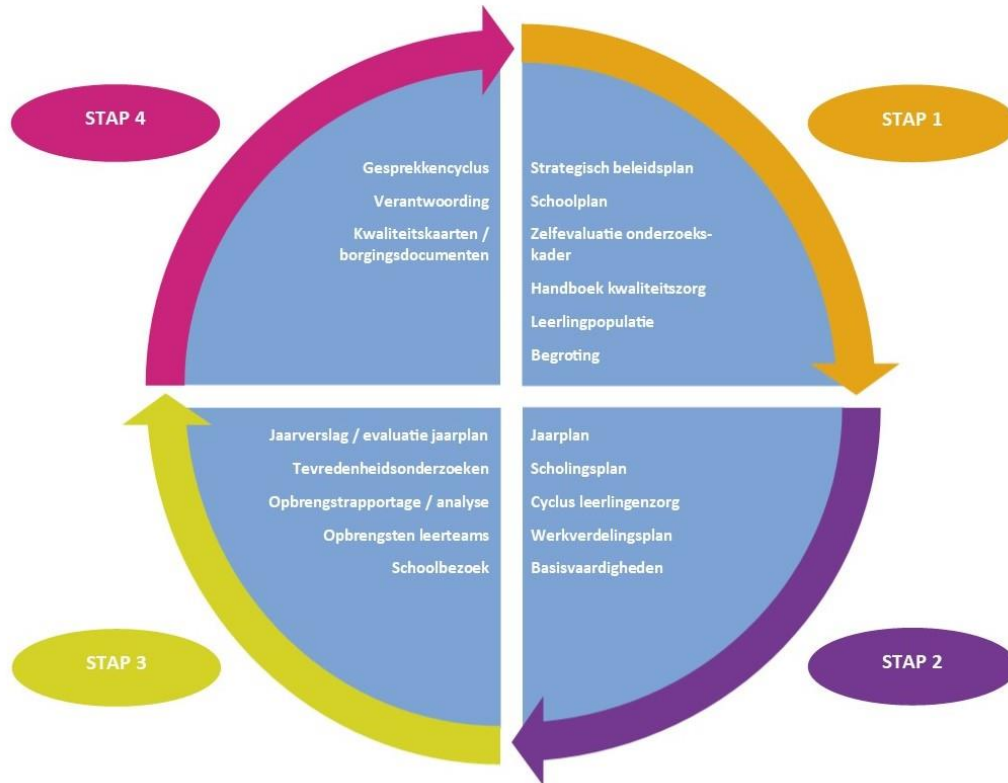 STAP 4
STAP 1
Gesprekkencyclus
Verantwoording
Kwaliteitskaarten /
borgingsdocumenten
Strategisch beleidsplan
Schoolplan
Zelfevaluatie onderzoeks-
kader
Handboek kwaliteitszorg
Leerlingpopulatie
Begroting
Jaarverslag / evaluatie jaarplan
Tevredenheidsonderzoeken
Opbrengstrapportage / analyse
Opbrengsten leerteams
Schoolbezoek
Jaarplan
Scholingsplan
Cyclus leerlingenzorg
Werkverdelingsplan
Basisvaardigheden
STAP 3
STAP 2